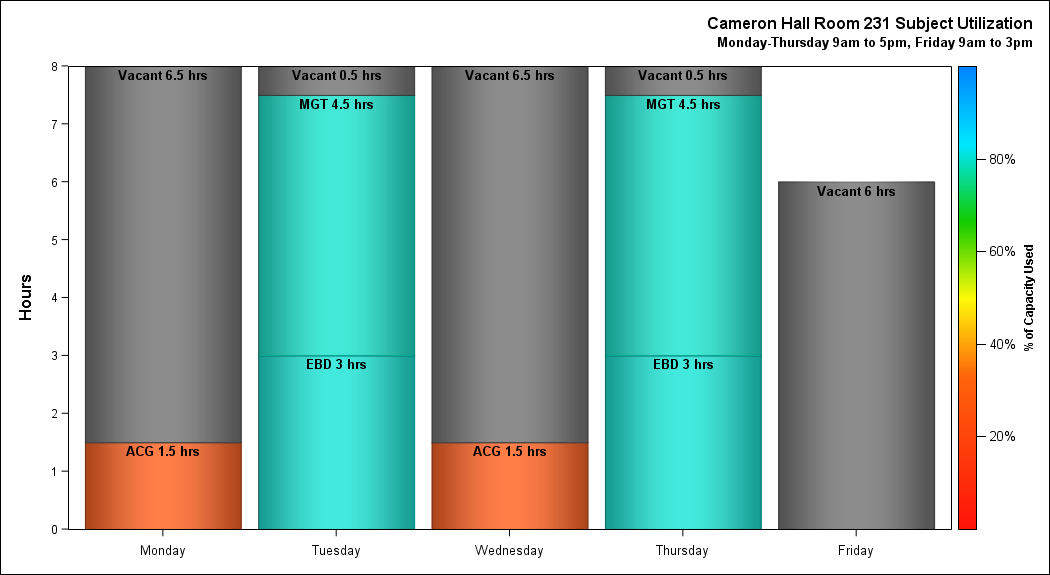 Cameron Hall Room 231 Subject Utilization
Monday-Thursday 9am to 5pm, Friday 9am to 3pm
Hours
8
7
6
5
4
3
2
1
0
Vacant 6.5 hrs
ACG 1.5 hrs
Vacant 0.5 hrs
MGT 4.5 hrs
EBD 3 hrs
Vacant 6.5 hrs
ACG 1.5 hrs
Vacant 0.5 hrs
MGT 4.5 hrs
EBD 3 hrs
Vacant 6 hrs
Monday
Tuesday
Wednesday
Thursday
Friday
80%
60%
40%
20%
% of Capacity Used